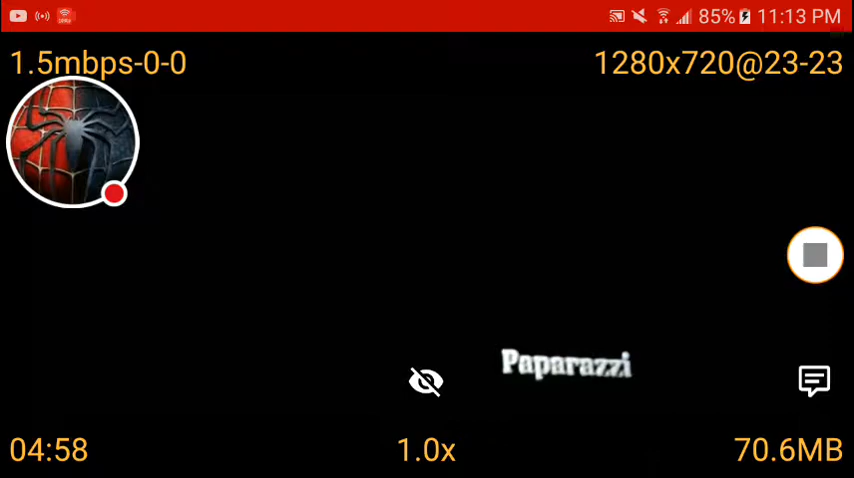 85% 11:13 PM
1.5mbps-0-0
1280x720@23-23
Paparazzi
04:58
1.0x
70.6MB